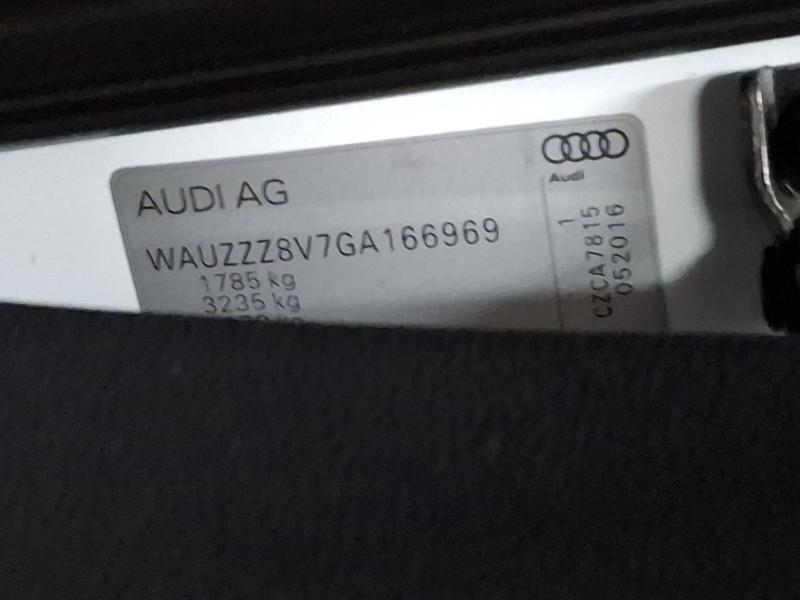 AUDI AG
Audi
WAUZZZ8V7GA166969
1785 kg
3235 kg
1
CZCA7815
052016